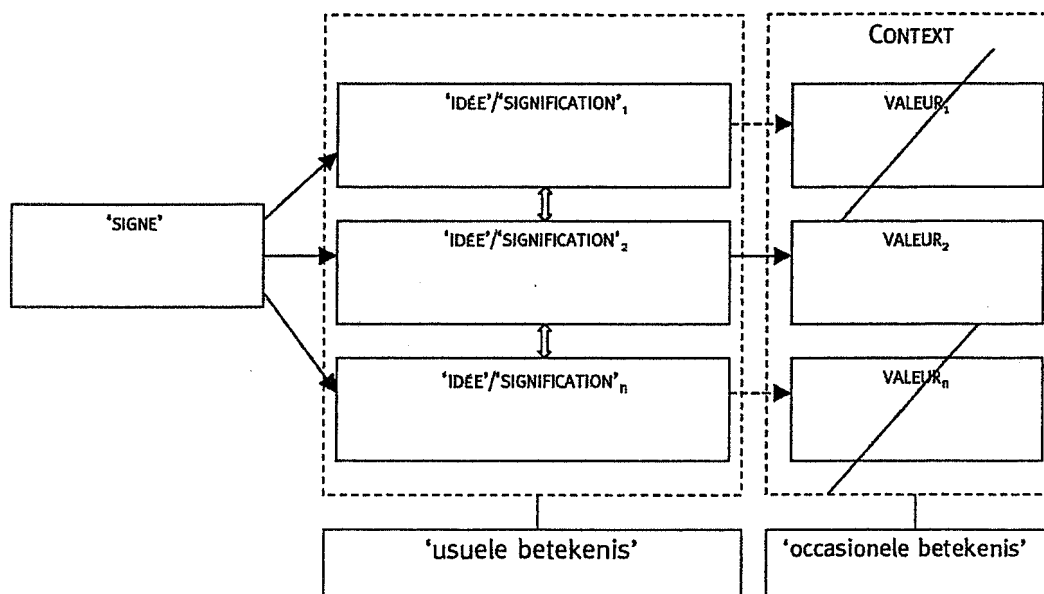 CONTEXT
'IDÉE'/'SIGNIFICATION'₁
VALEUR₁
'SIGNE'
'IDÉE'/'SIGNIFICATION'₂
VALEUR₂
'IDÉE'/'SIGNIFICATION'ₙ
VALEURₙ
'usuele betekenis'
'occasionele betekenis'